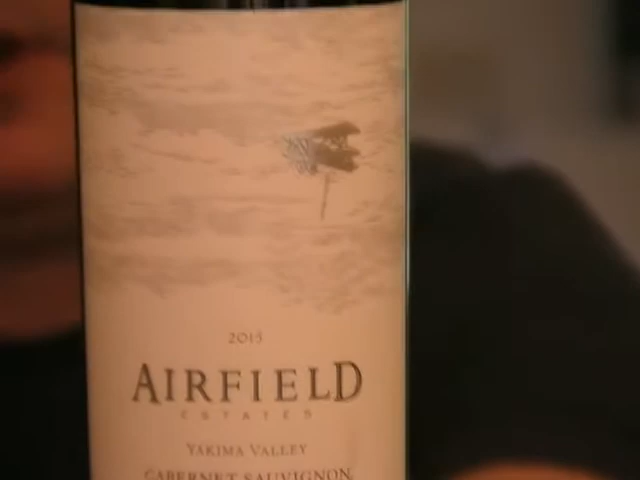 2015
AIRFIELD
ESTATES
YAKIMA VALLEY
CABERNET SAUVIGNON